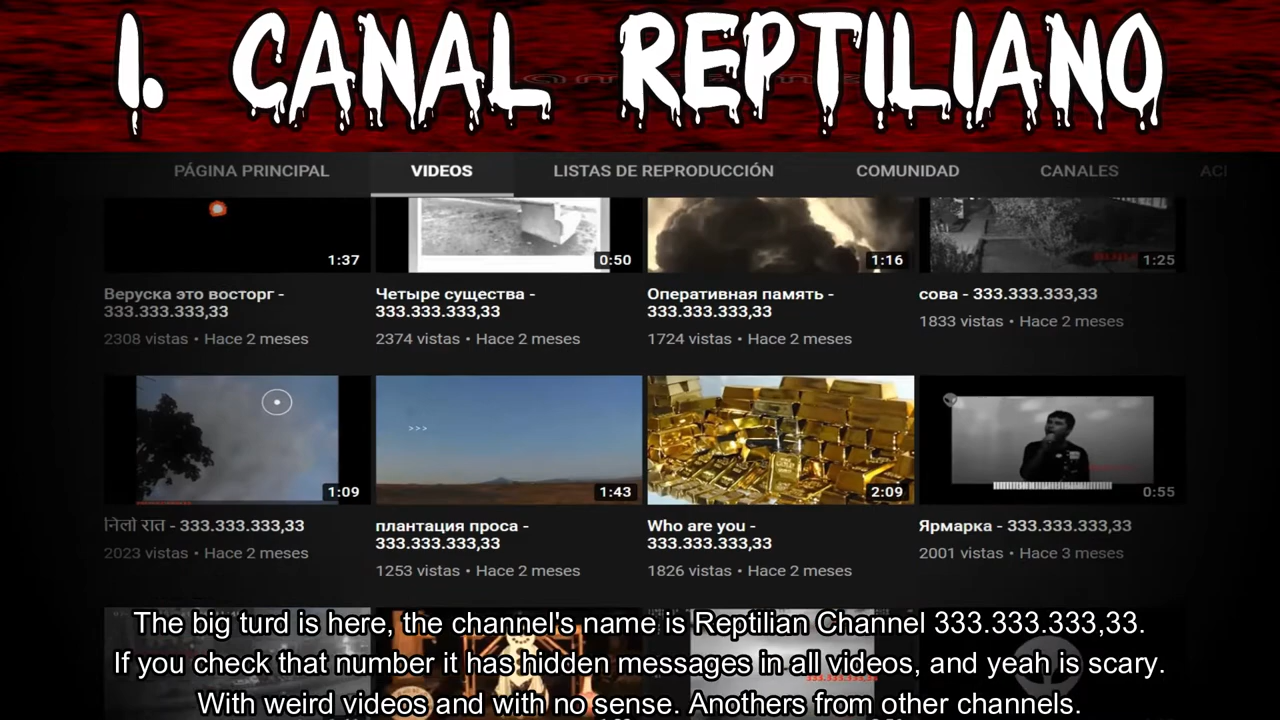 1. CANAL REPTILIANO
PÁGINA PRINCIPAL VIDEOS LISTAS DE REPRODUCCIÓN COMUNIDAD CANALES ACI
1:37 0:50 1:16 1:25
Веруска это восторг - Четыре существа - Оперативная память - сова - 333.333.333,33
333.333.333,33 333.333.333,33 333.333.333,33
1833 vistas • Hace 2 meses
2308 vistas • Hace 2 meses 2374 vistas • Hace 2 meses 1724 vistas • Hace 2 meses
>>>
1:09 1:43 2:09 0:55
निलो रात - 333.333.333,33 плантация проса - Who are you - Ярмарка - 333.333.333,33
333.333.333,33 333.333.333,33
2023 vistas • Hace 2 meses 2001 vistas • Hace 3 meses
1253 vistas • Hace 2 meses 1826 vistas • Hace 2 meses
The big turd is here, the channel's name is Reptilian Channel 333.333.333,33.
If you check that number it has hidden messages in all videos, and yeah is scary.
With weird videos and with no sense. Anothers from other channels.